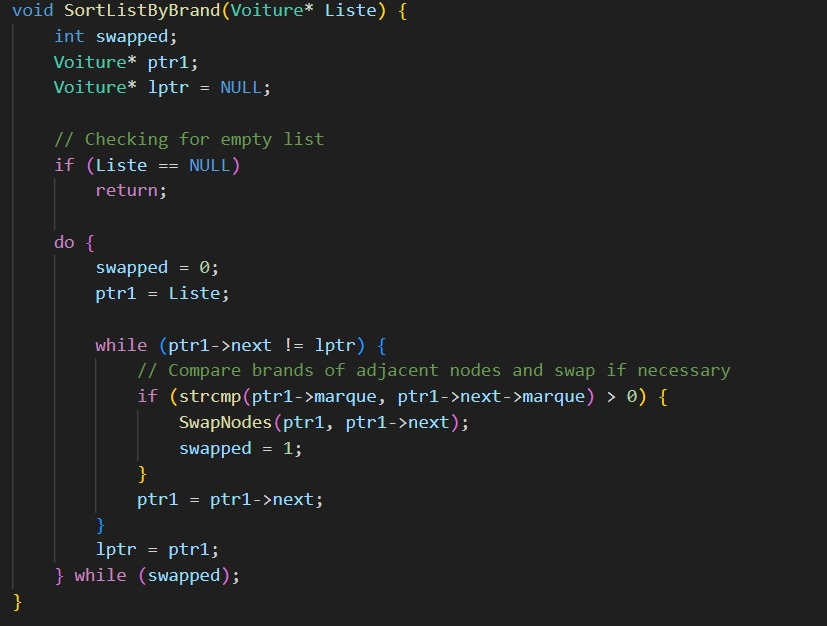 void SortListByBrand(Voiture* Liste) {
    int swapped;
    Voiture* ptr1;
    Voiture* lptr = NULL;

    // Checking for empty list
    if (Liste == NULL)
        return;

    do {
        swapped = 0;
        ptr1 = Liste;

        while (ptr1->next != lptr) {
            // Compare brands of adjacent nodes and swap if necessary
            if (strcmp(ptr1->marque, ptr1->next->marque) > 0) {
                SwapNodes(ptr1, ptr1->next);
                swapped = 1;
            }
            ptr1 = ptr1->next;
        }
        lptr = ptr1;
    } while (swapped);
}